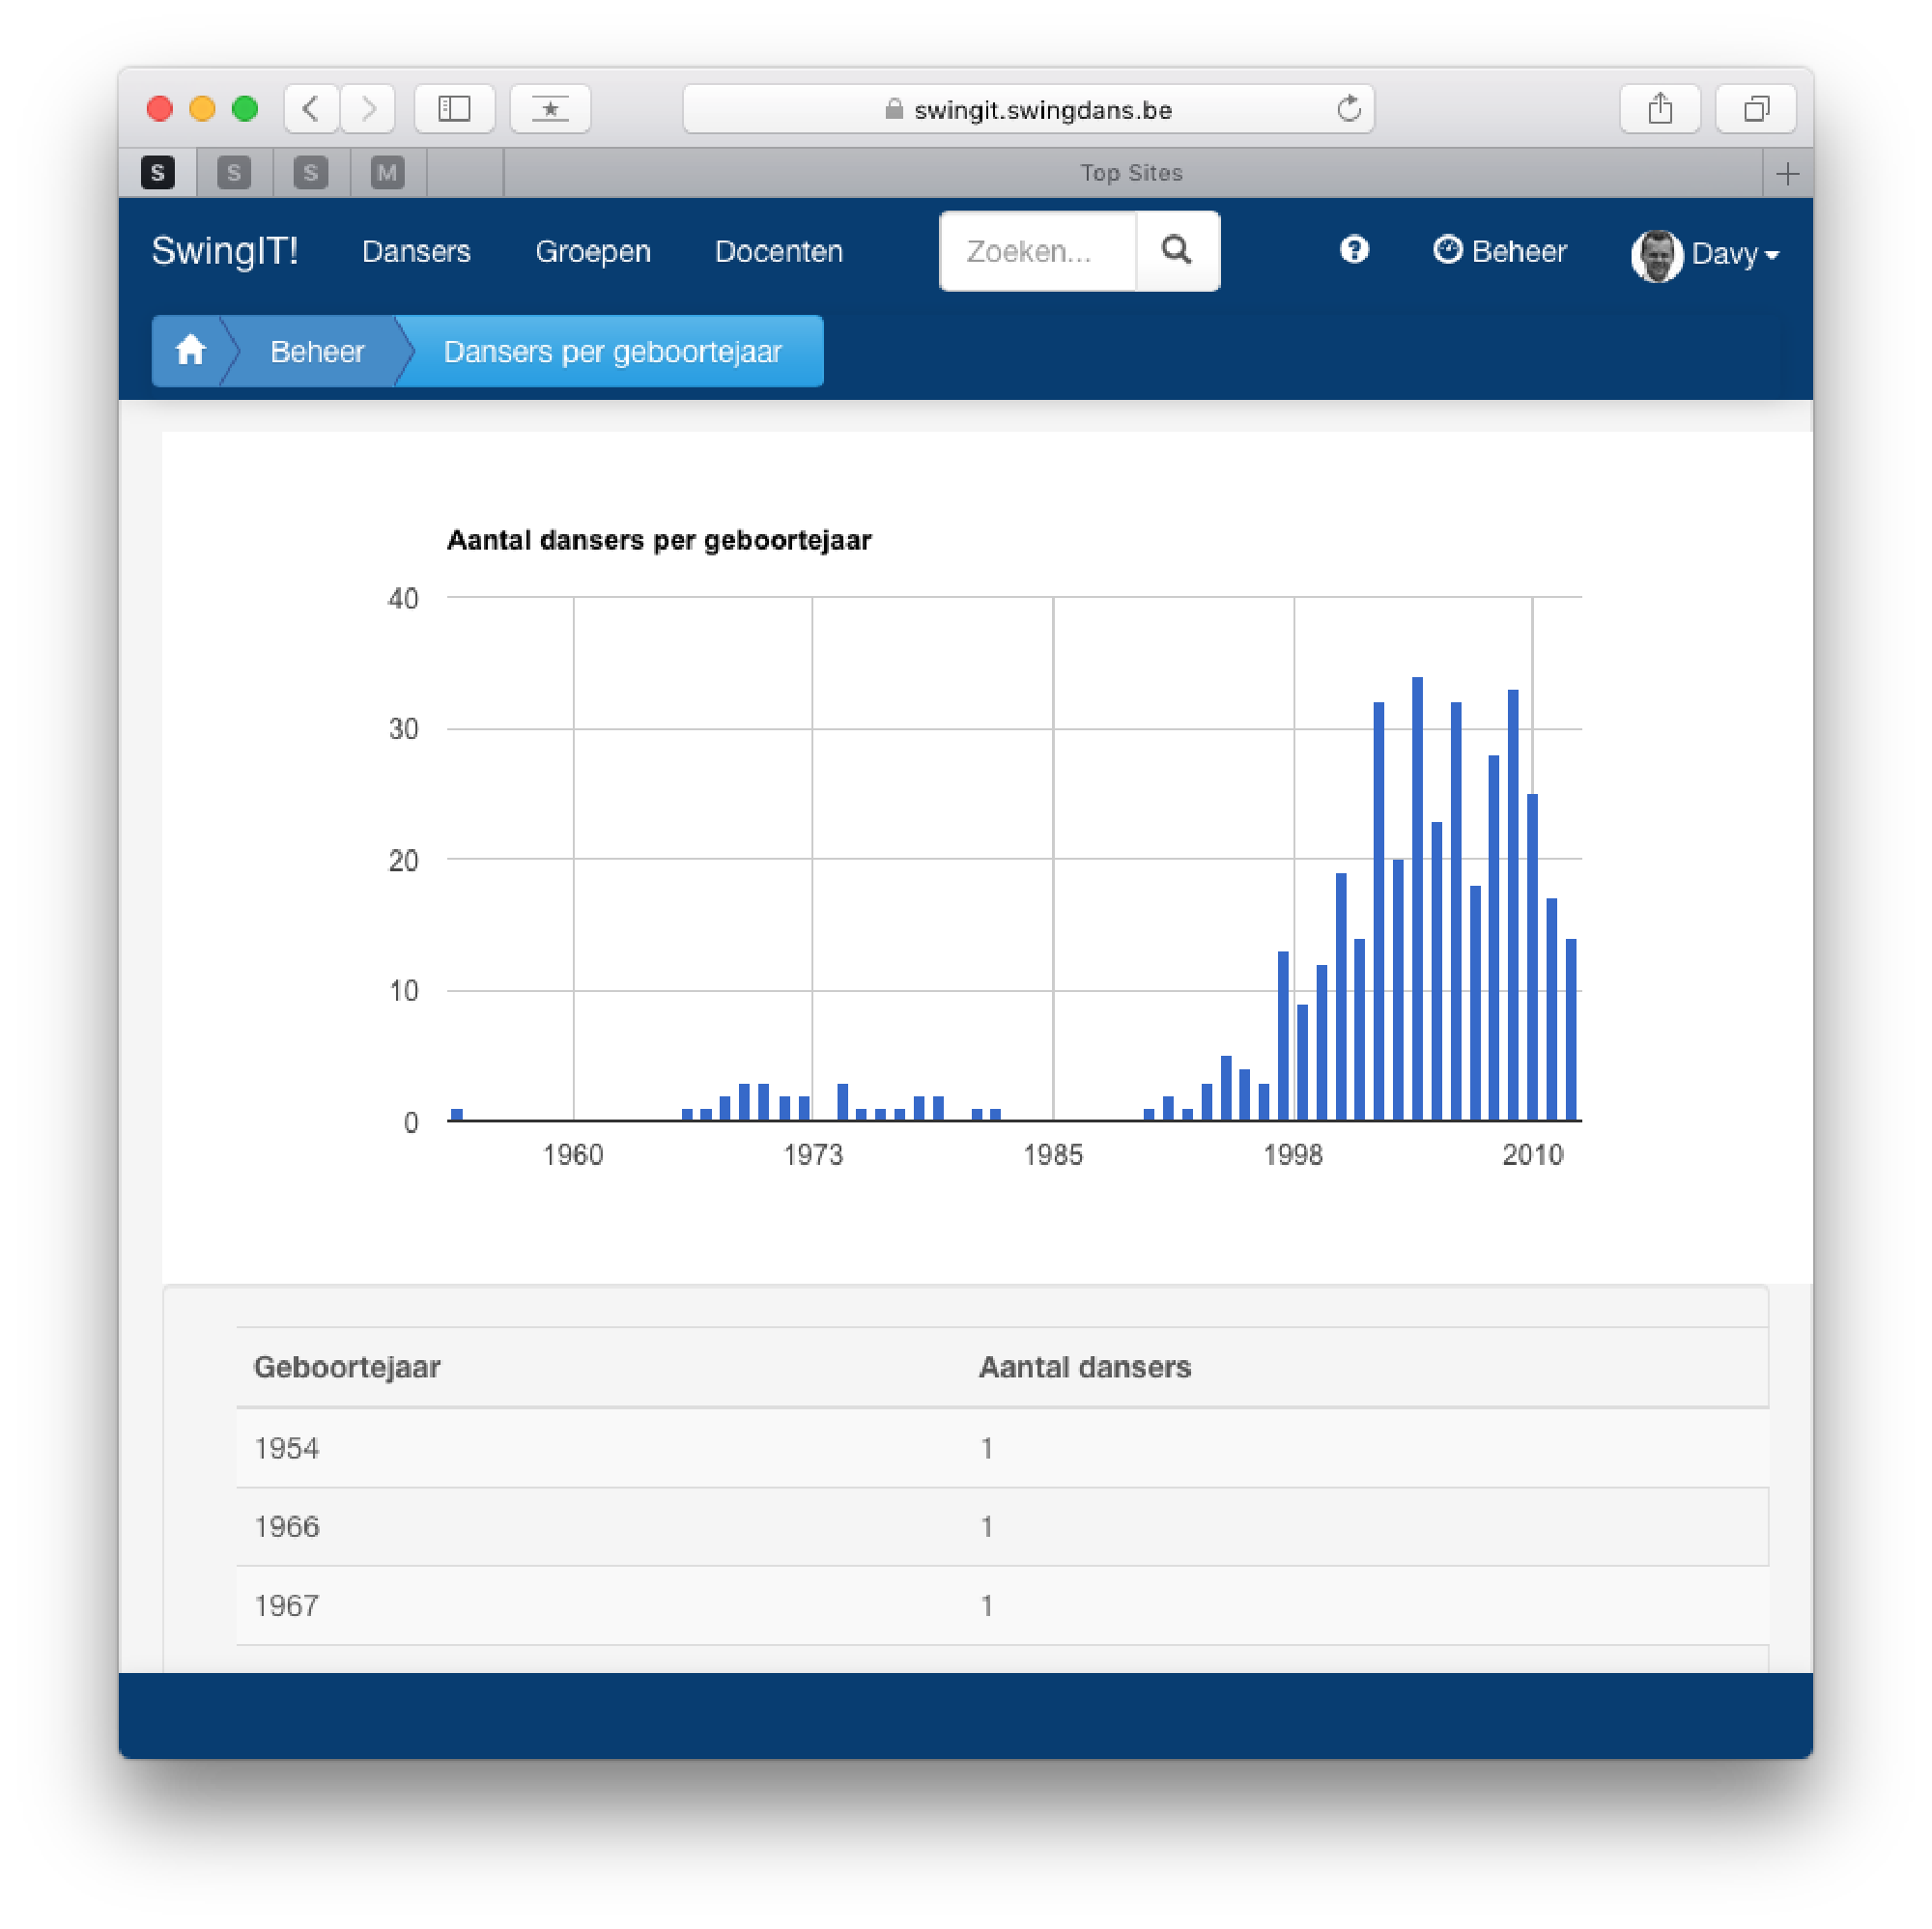 swingit.swingdans.be
S S S M Top Sites
SwingIT! Dansers Groepen Docenten Zoeken... ? Beheer Davy
Beheer Dansers per geboortejaar
Aantal dansers per geboortejaar
40
30
20
10
0
1960 1973 1985 1998 2010
Geboortejaar Aantal dansers
1954 1
1966 1
1967 1